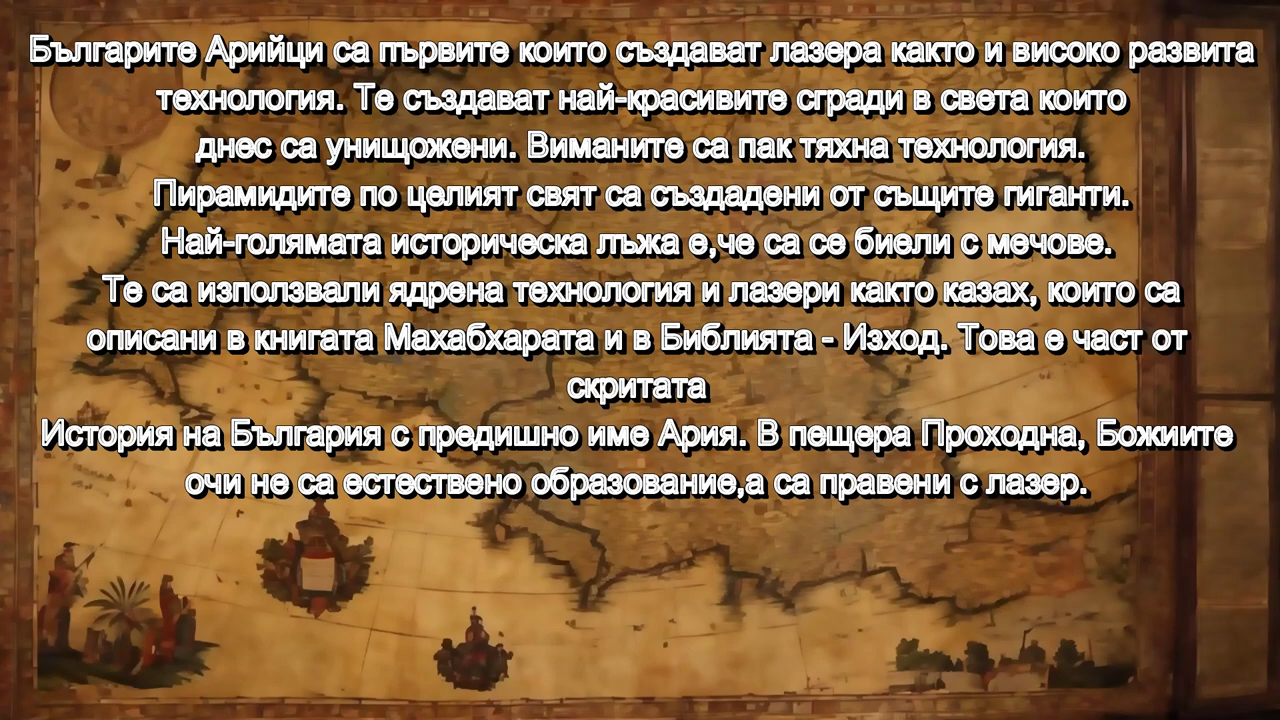 Българите Арийци са първите които създават лазера както и високо развита
технология. Те създават най-красивите сгради в света които
днес са унищожени. Виманите са пак тяхна технология.
Пирамидите по целият свят са създадени от същите гиганти.
Най-голямата историческа лъжа е,че са се биели с мечове.
Те са използвали ядрена технология и лазери както казах, които са
описани в книгата Махабхарата и в Библията - Изход. Това е част от
скритата
История на България с предишно име Ария. В пещера Проходна, Божиите
очи не са естествено образование,а са правени с лазер.